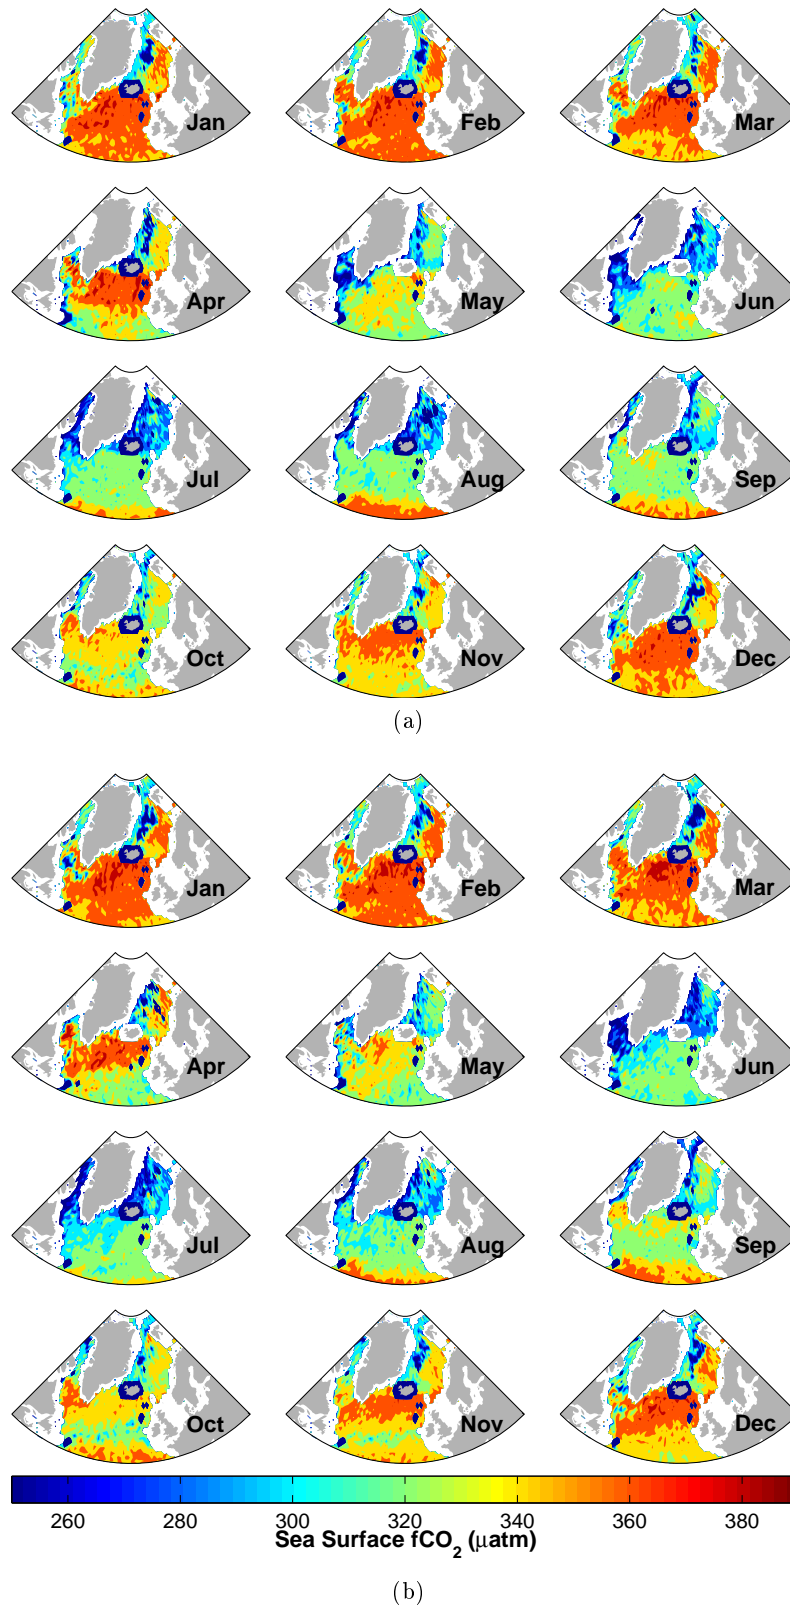 Jan Feb Mar
Apr May Jun
Jul Aug Sep
Oct Nov Dec
(a)
Jan Feb Mar
Apr May Jun
Jul Aug Sep
Oct Nov Dec
260 280 300 320 340 360 380
Sea Surface fCO2 (µatm)
(b)